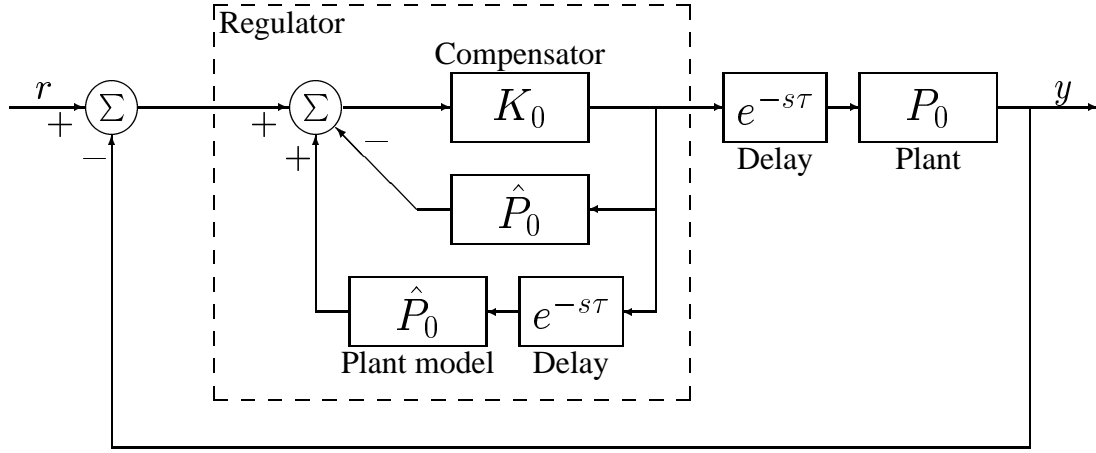 Regulator
Compensator
r
+
Σ
−
+
Σ
+
−
K₀
e^{-sτ}
Delay
P₀
Plant
y
P̂₀
P̂₀
Plant model
e^{-sτ}
Delay